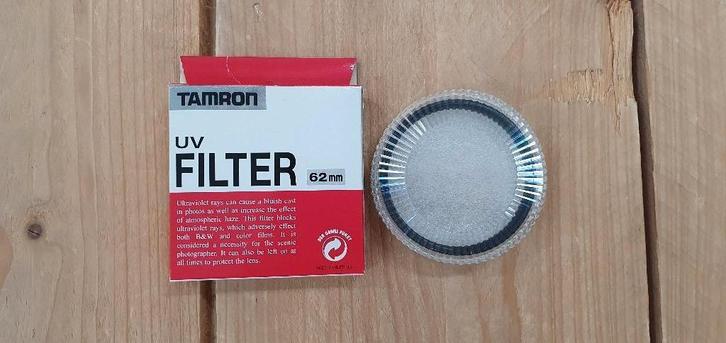 TAMRON
UV
FILTER 62mm
Ultraviolet rays can cause a bluish cast
in photos as well as increase the effect
of atmospheric haze. This filter blocks
ultraviolet rays, which adversely effect
both B&W and color films. It is
considered a necessity for the scenic
photographer. It can also be left on at
all times to protect the lens.